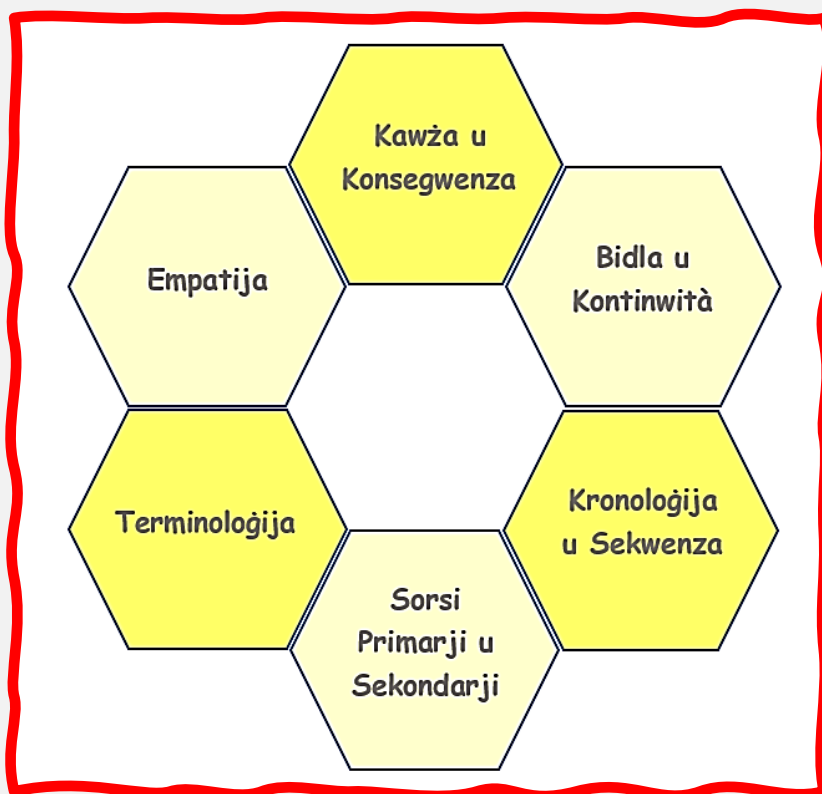 Kawża u
Konsegwenza
Bidla u
Kontinwità
Empatija
Kronoloġija
u Sekwenza
Terminoloġija
Sorsi
Primarji u
Sekondarji